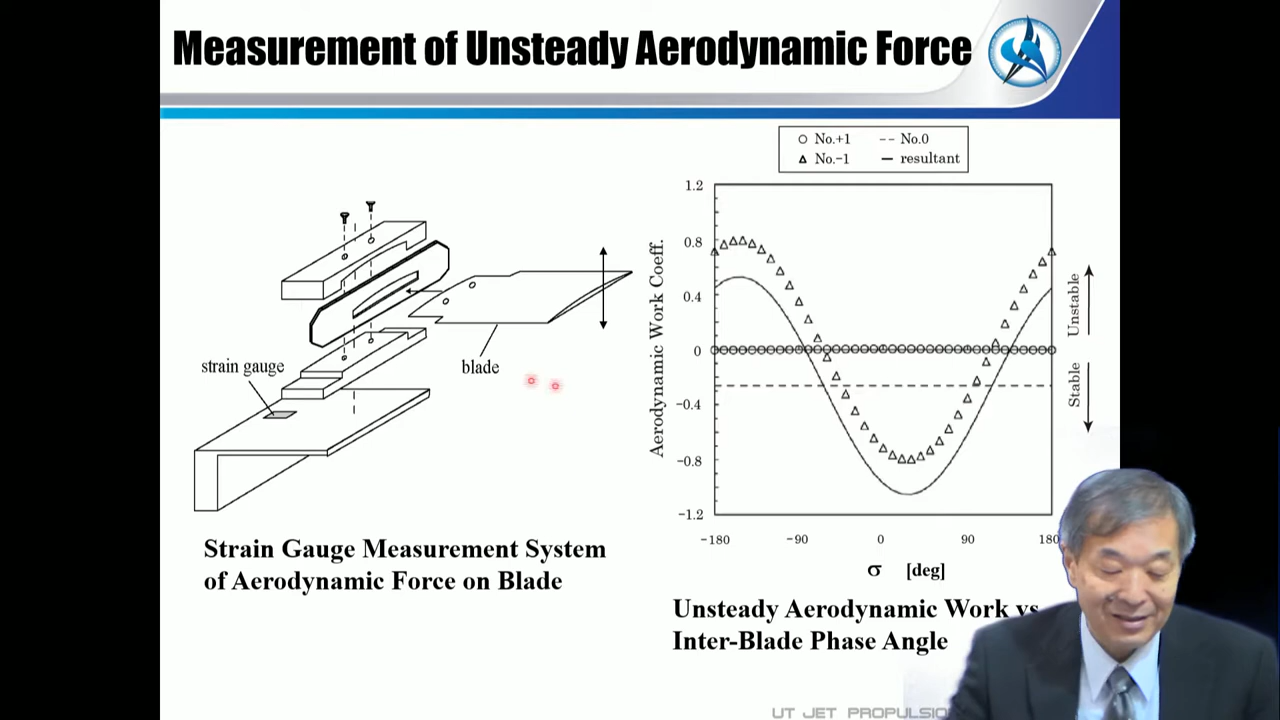 Measurement of Unsteady Aerodynamic Force
strain gauge
blade
Strain Gauge Measurement System
of Aerodynamic Force on Blade
No.+1
No.0
No.−1
resultant
Aerodynamic Work Coeff.
1.2
0.8
0.4
0
−0.4
−0.8
−1.2
−180
−90
0
90
180
σ [deg]
Unstable
Stable
Unsteady Aerodynamic Work vs
Inter-Blade Phase Angle
UT JET PROPULSIO